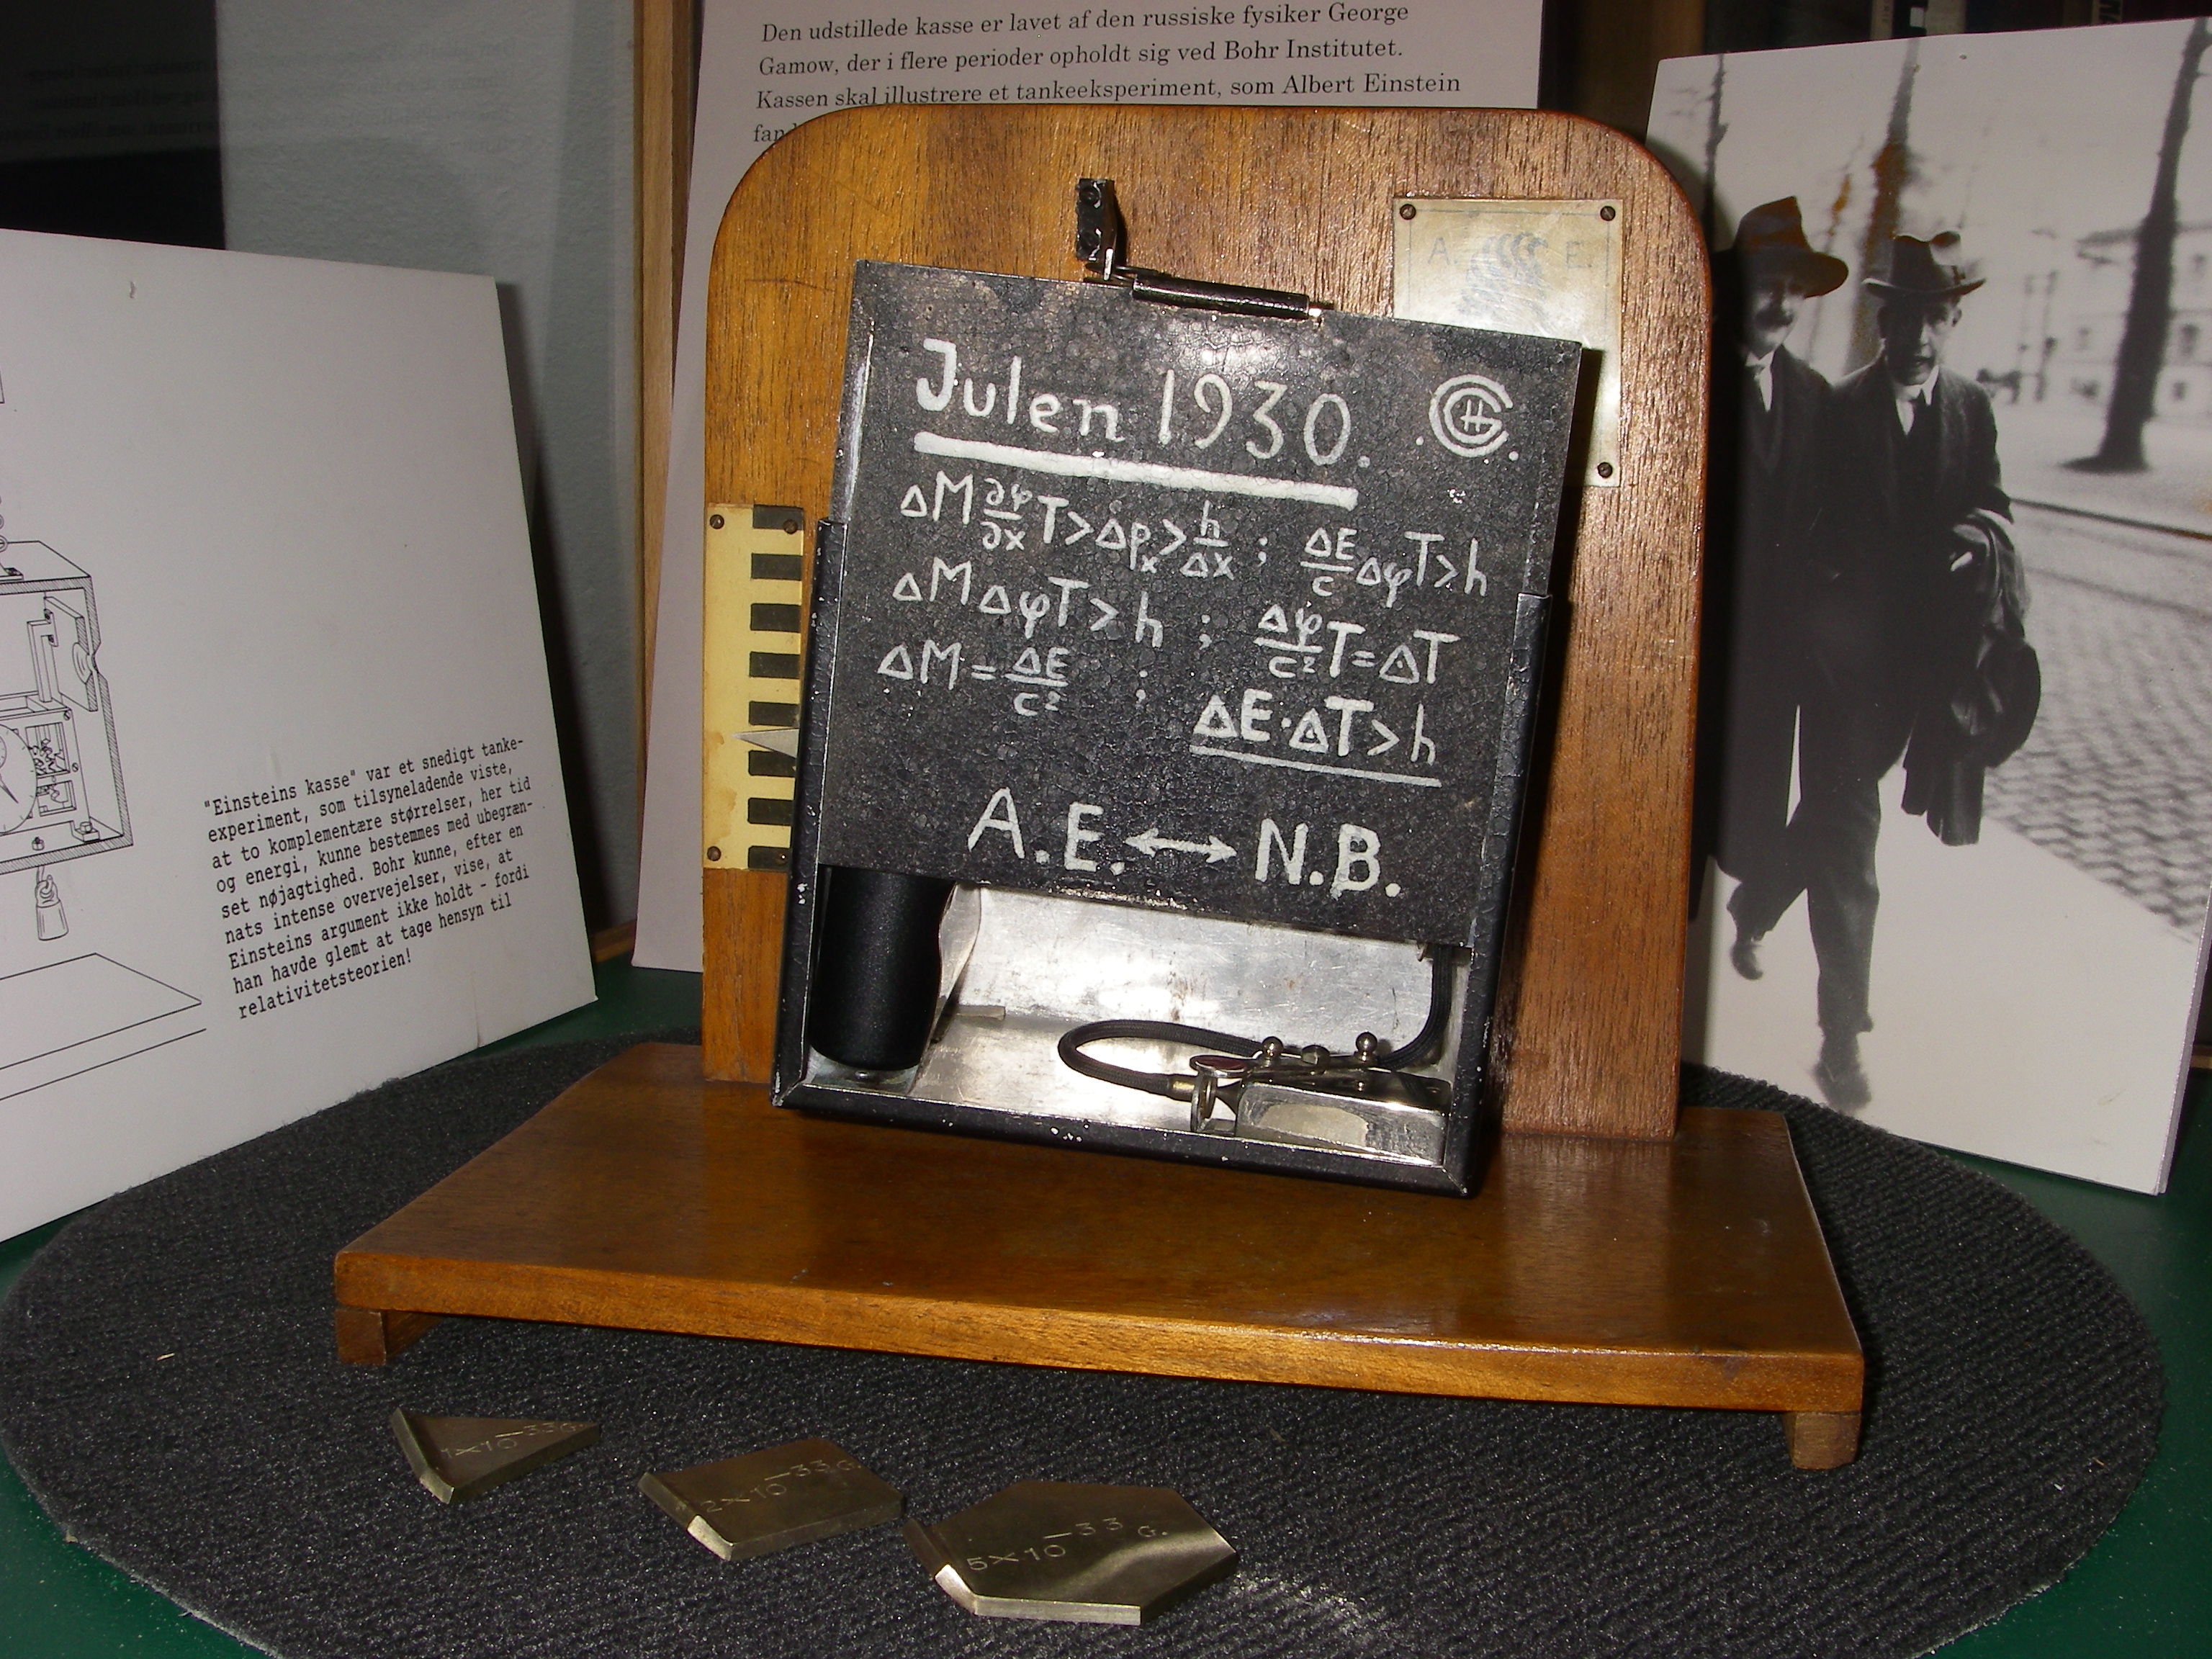 Den udstillede kasse er lavet af den russiske fysiker George
Gamow, der i flere perioder opholdt sig ved Bohr Institutet.
Kassen skal illustrere et tankeeksperiment, som Albert Einstein
A. E.
Julen 1930.
ΔM ∂φ/∂x T > Δpₓ > h/Δx ; ΔE/c Δφ T > h
ΔM Δφ T > h ; Δφ/c² T = ΔT
ΔM = ΔE/c² ;
ΔE·ΔT > h
A.E. ↔ N.B.
"Einsteins kasse" var et snedigt tanke-
experiment, som tilsyneladende viste,
at to komplementære størrelser, her tid
og energi, kunne bestemmes med ubegræn-
set nøjagtighed. Bohr kunne, efter en
nats intense overvejelser, vise, at
Einsteins argument ikke holdt - fordi
han havde glemt at tage hensyn til
relativitetsteorien!
1×10⁻³³ G.
2×10⁻³³ G
5×10⁻³³ G.